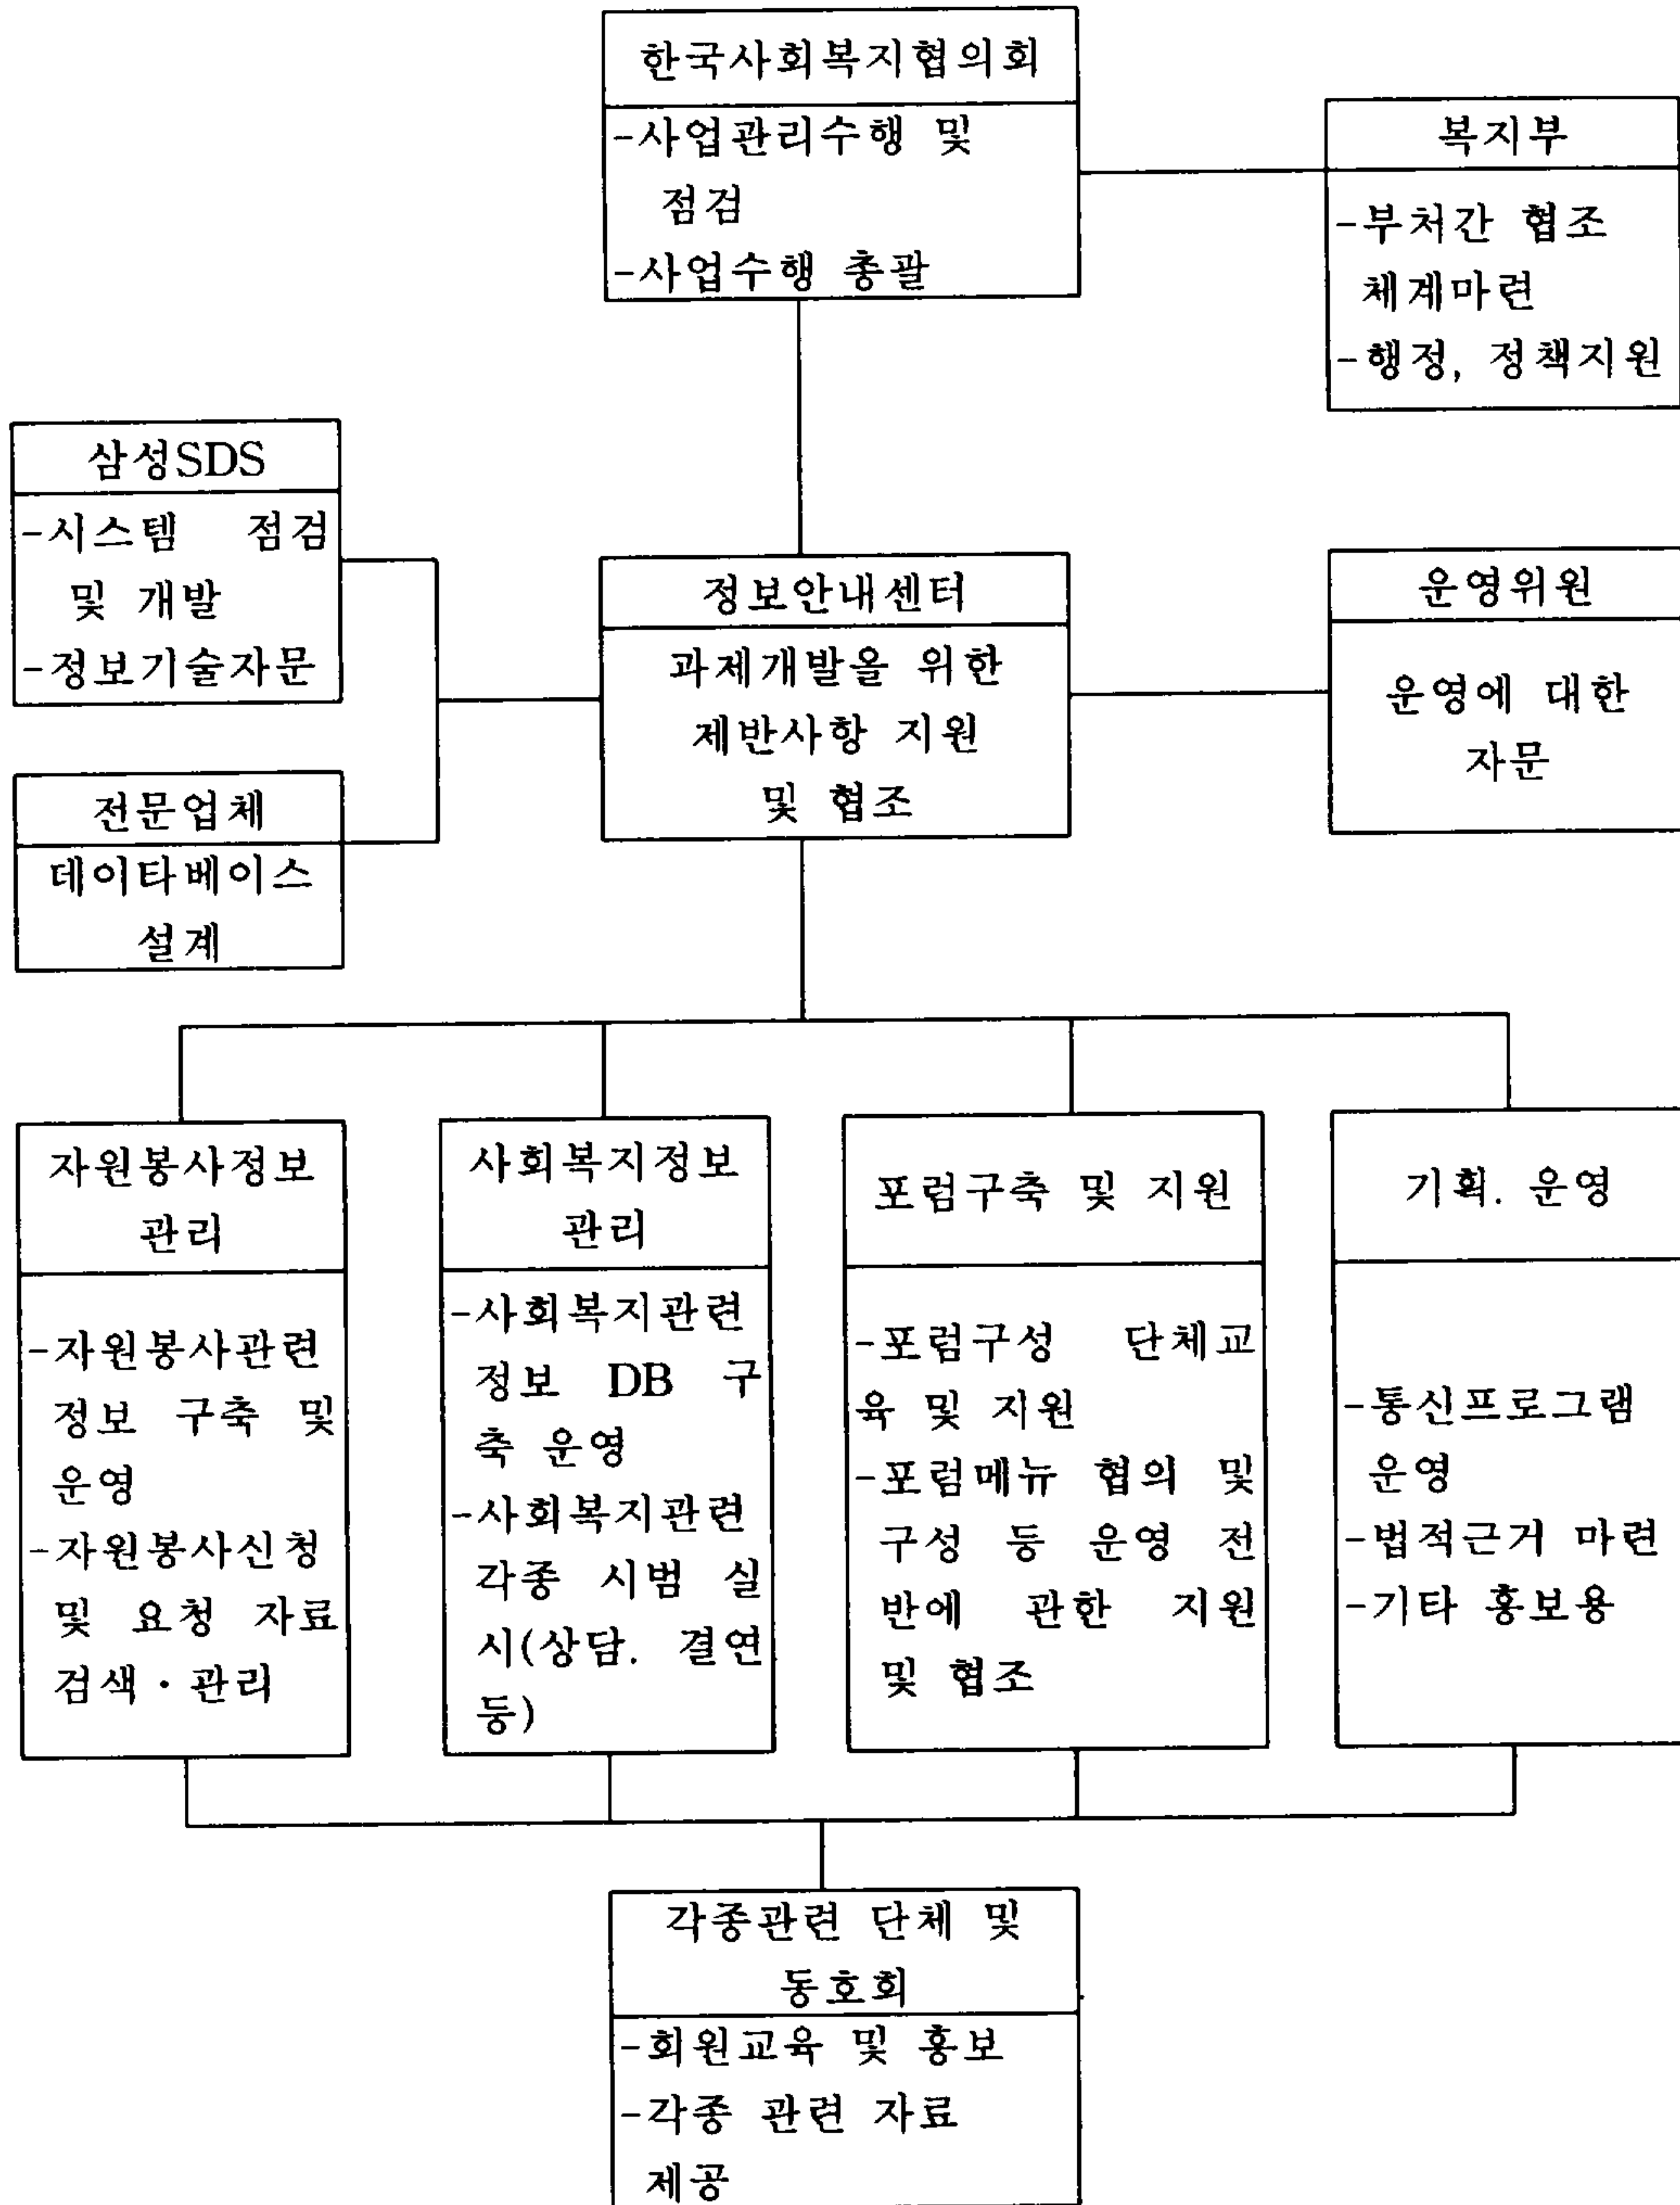 한국사회복지협의회
-사업관리수행 및
점검
-사업수행 총괄
복지부
-부처간 협조
체계마련
-행정, 정책지원
삼성SDS
-시스템 점검
및 개발
-정보기술자문
전문업체
데이타베이스
설계
정보안내센터
과제개발올 위한
제반사항 지원
및 협조
운영위원
운영에 대한
자문
자원봉사정보
관리
-자원봉사관련
정보 구축 및
운영
-자원봉사신청
및 요청 자료
검색·관리
사회복지정보
관리
-사회복지관련
정보 DB 구
축 운영
-사회복지관련
각종 시범 실
시(상담. 결연
둥)
포럼구축 및 지원
-포럼구성 단체교
육 및 지원
-포럼메뉴 협의 및
구성 등 운영 전
반에 관한 지원
및 협조
기획. 운영
-통신프로그램
운영
-법적근거 마련
-기타 홍보용
각종관련 단체 및
동호회
-회원교육 및 홍보
-각종 관련 자료
제공